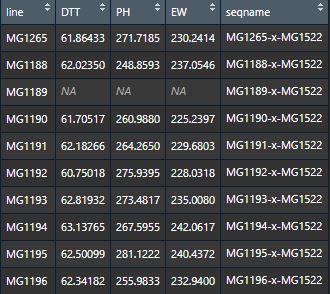 line DTT PH EW seqname
MG1265 61.86433 271.7185 230.2414 MG1265-x-MG1522
MG1188 62.02350 248.8593 237.0546 MG1188-x-MG1522
MG1189 NA NA NA MG1189-x-MG1522
MG1190 61.70517 260.9880 225.2397 MG1190-x-MG1522
MG1191 62.18266 264.2650 229.6803 MG1191-x-MG1522
MG1192 60.75018 275.9395 228.0318 MG1192-x-MG1522
MG1193 62.81932 273.4817 235.0080 MG1193-x-MG1522
MG1194 63.13765 267.5955 242.0617 MG1194-x-MG1522
MG1195 62.50099 281.1222 240.4372 MG1195-x-MG1522
MG1196 62.34182 255.9833 232.9400 MG1196-x-MG1522